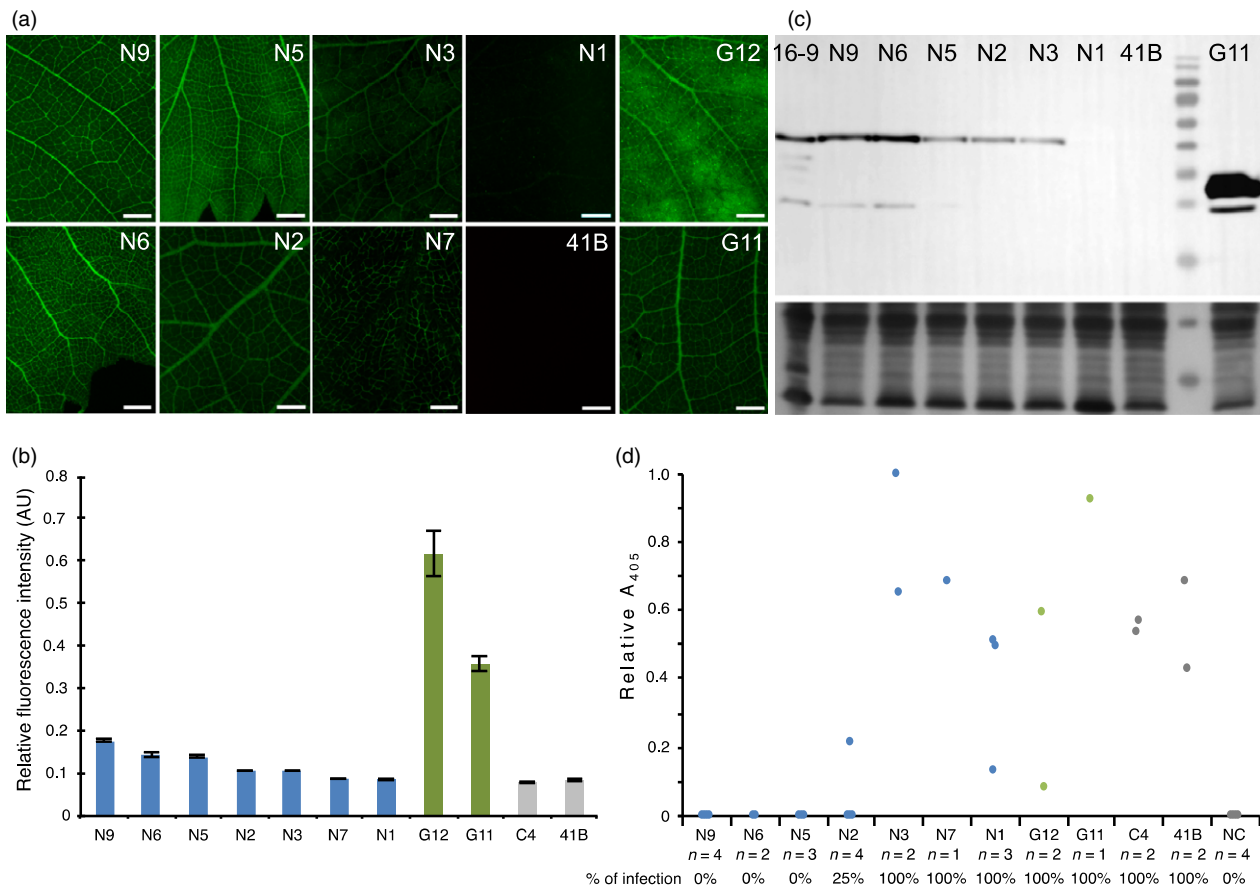 (a)
N9 N5 N3 N1 G12
N6 N2 N7 41B G11
(c)
16-9 N9 N6 N5 N2 N3 N1 41B G11
(b)
Relative fluorescence intensity (AU)
0.8
0.7
0.6
0.5
0.4
0.3
0.2
0.1
0
N9 N6 N5 N2 N3 N7 N1 G12 G11 C4 41B
(d)
Relative A405
1.0
0.8
0.6
0.4
0.2
0
N9 N6 N5 N2 N3 N7 N1 G12 G11 C4 41B NC
n = 4 n = 2 n = 3 n = 4 n = 2 n = 1 n = 3 n = 2 n = 1 n = 2 n = 2 n = 4
% of infection 0% 0% 0% 25% 100% 100% 100% 100% 100% 100% 100% 0%